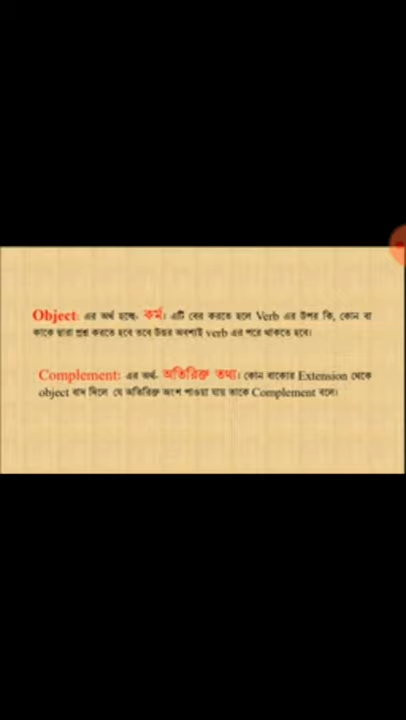 Object: এর অর্থ হচ্ছে- কর্ম। এটি বের করতে হলে Verb এর উপর কি, কোন বা
কাকে দ্বারা প্রশ্ন করতে হবে তবে উত্তর অবশ্যই verb এর পরে থাকতে হবে।
Complement: এর অর্থ- অতিরিক্ত তথ্য। কোন বাক্যের Extension থেকে
object বাদ দিলে যে অতিরিক্ত অংশ পাওয়া যায় তাকে Complement বলে।